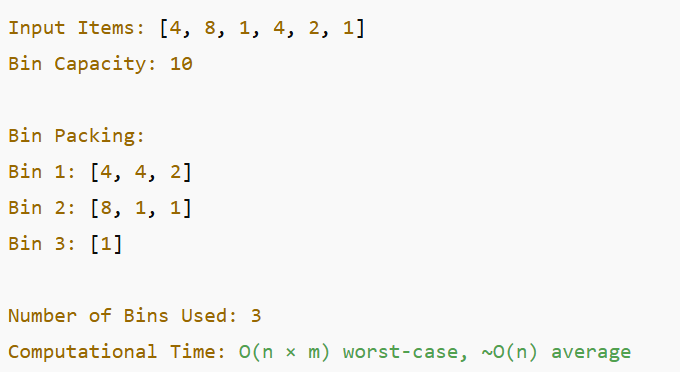 Input Items: [4, 8, 1, 4, 2, 1]
Bin Capacity: 10
Bin Packing:
Bin 1: [4, 4, 2]
Bin 2: [8, 1, 1]
Bin 3: [1]
Number of Bins Used: 3
Computational Time: O(n × m) worst-case, ~O(n) average